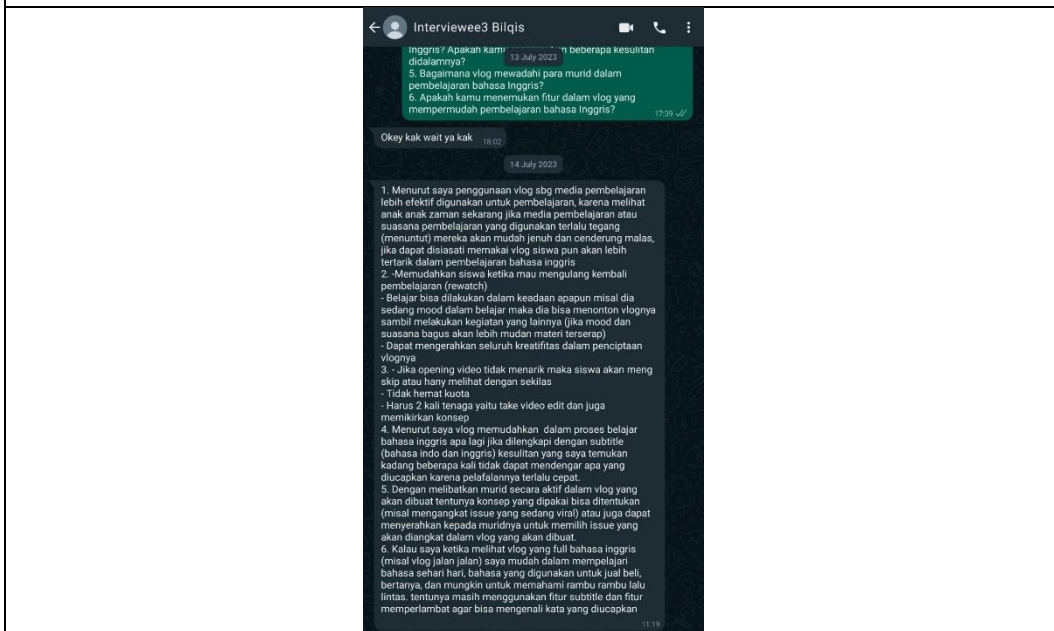 Interviewee3 Bilqis
Inggris? Apakah kamu beberapa kesulitan
13 July 2023
didalamnya?
5. Bagaimana vlog mewadahi para murid dalam
pembelajaran bahasa Inggris?
6. Apakah kamu menemukan fitur dalam vlog yang
mempermudah pembelajaran bahasa Inggris?
17:39
Okey kak wait ya kak 18:02
14 July 2023
1. Menurut saya penggunaan vlog sbg media pembelajaran
lebih efektif digunakan untuk pembelajaran, karena melihat
anak anak zaman sekarang jika media pembelajaran atau
suasana pembelajaran yang digunakan terlalu tegang
(menuntut) mereka akan mudah jenuh dan cenderung malas,
jika dapat disiasati memakai vlog siswa pun akan lebih
tertarik dalam pembelajaran bahasa inggris
2. -Memudahkan siswa ketika mau mengulang kembali
pembelajaran (rewatch)
- Belajar bisa dilakukan dalam keadaan apapun misal dia
sedang mood dalam belajar maka dia bisa menonton vlognya
sambil melakukan kegiatan yang lainnya (jika mood dan
suasana bagus akan lebih mudan materi terserap)
- Dapat mengerahkan seluruh kreatifitas dalam penciptaan
vlognya
3. - Jika opening video tidak menarik maka siswa akan meng
skip atau hany melihat dengan sekilas
- Tidak hemat kuota
- Harus 2 kali tenaga yaitu take video edit dan juga
memikirkan konsep
4. Menurut saya vlog memudahkan dalam proses belajar
bahasa inggris apa lagi jika dilengkapi dengan subtitle
(bahasa indo dan inggris) kesulitan yang saya temukan
kadang beberapa kali tidak dapat mendengar apa yang
diucapkan karena pelafalannya terlalu cepat.
5. Dengan melibatkan murid secara aktif dalam vlog yang
akan dibuat tentunya konsep yang dipakai bisa ditentukan
(misal mengangkat issue yang sedang viral) atau juga dapat
menyerahkan kepada muridnya untuk memilih issue yang
akan diangkat dalam vlog yang akan dibuat.
6. Kalau saya ketika melihat vlog yang full bahasa inggris
(misal vlog jalan jalan) saya mudah dalam mempelajari
bahasa sehari hari, bahasa yang digunakan untuk jual beli,
bertanya, dan mungkin untuk memahami rambu rambu lalu
lintas. tentunya masih menggunakan fitur subtitle dan fitur
memperlambat agar bisa mengenali kata yang diucapkan
11:19